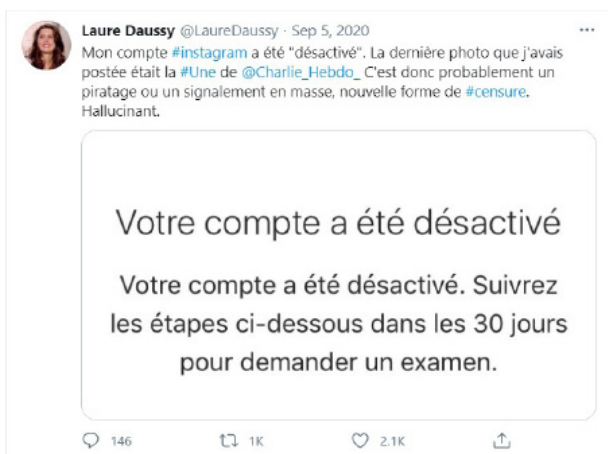 Laure Daussy @LaureDaussy · Sep 5, 2020
Mon compte #instagram a été "désactivé". La dernière photo que j'avais
postée était la #Une de @Charlie_Hebdo_ C'est donc probablement un
piratage ou un signalement en masse, nouvelle forme de #censure.
Hallucinant.
Votre compte a été désactivé
Votre compte a été désactivé. Suivrez
les étapes ci-dessous dans les 30 jours
pour demander un examen.
146 1K 2.1K